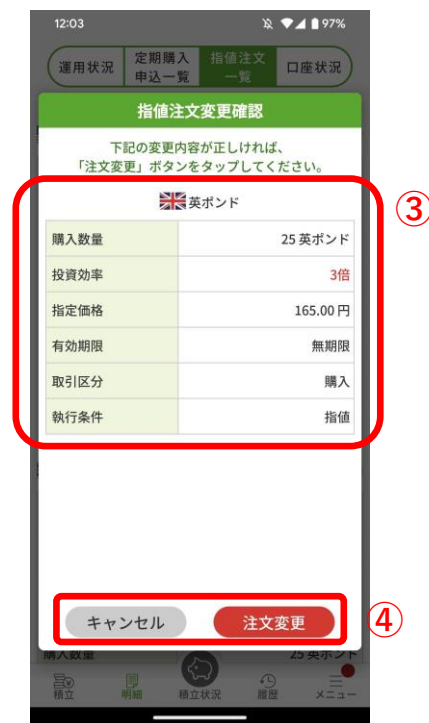 12:03
97%
運用状況
定期購入
申込一覧
指値注文
一覧
口座状況
指値注文変更確認
下記の変更内容が正しければ、
「注文変更」ボタンをタップしてください。
英ポンド
③
購入数量 25 英ポンド
投資効率 3倍
指定価格 165.00 円
有効期限 無期限
取引区分 購入
執行条件 指値
キャンセル 注文変更
④
購入数量 25 英ポンド
積立 明細 積立状況 履歴 メニュー